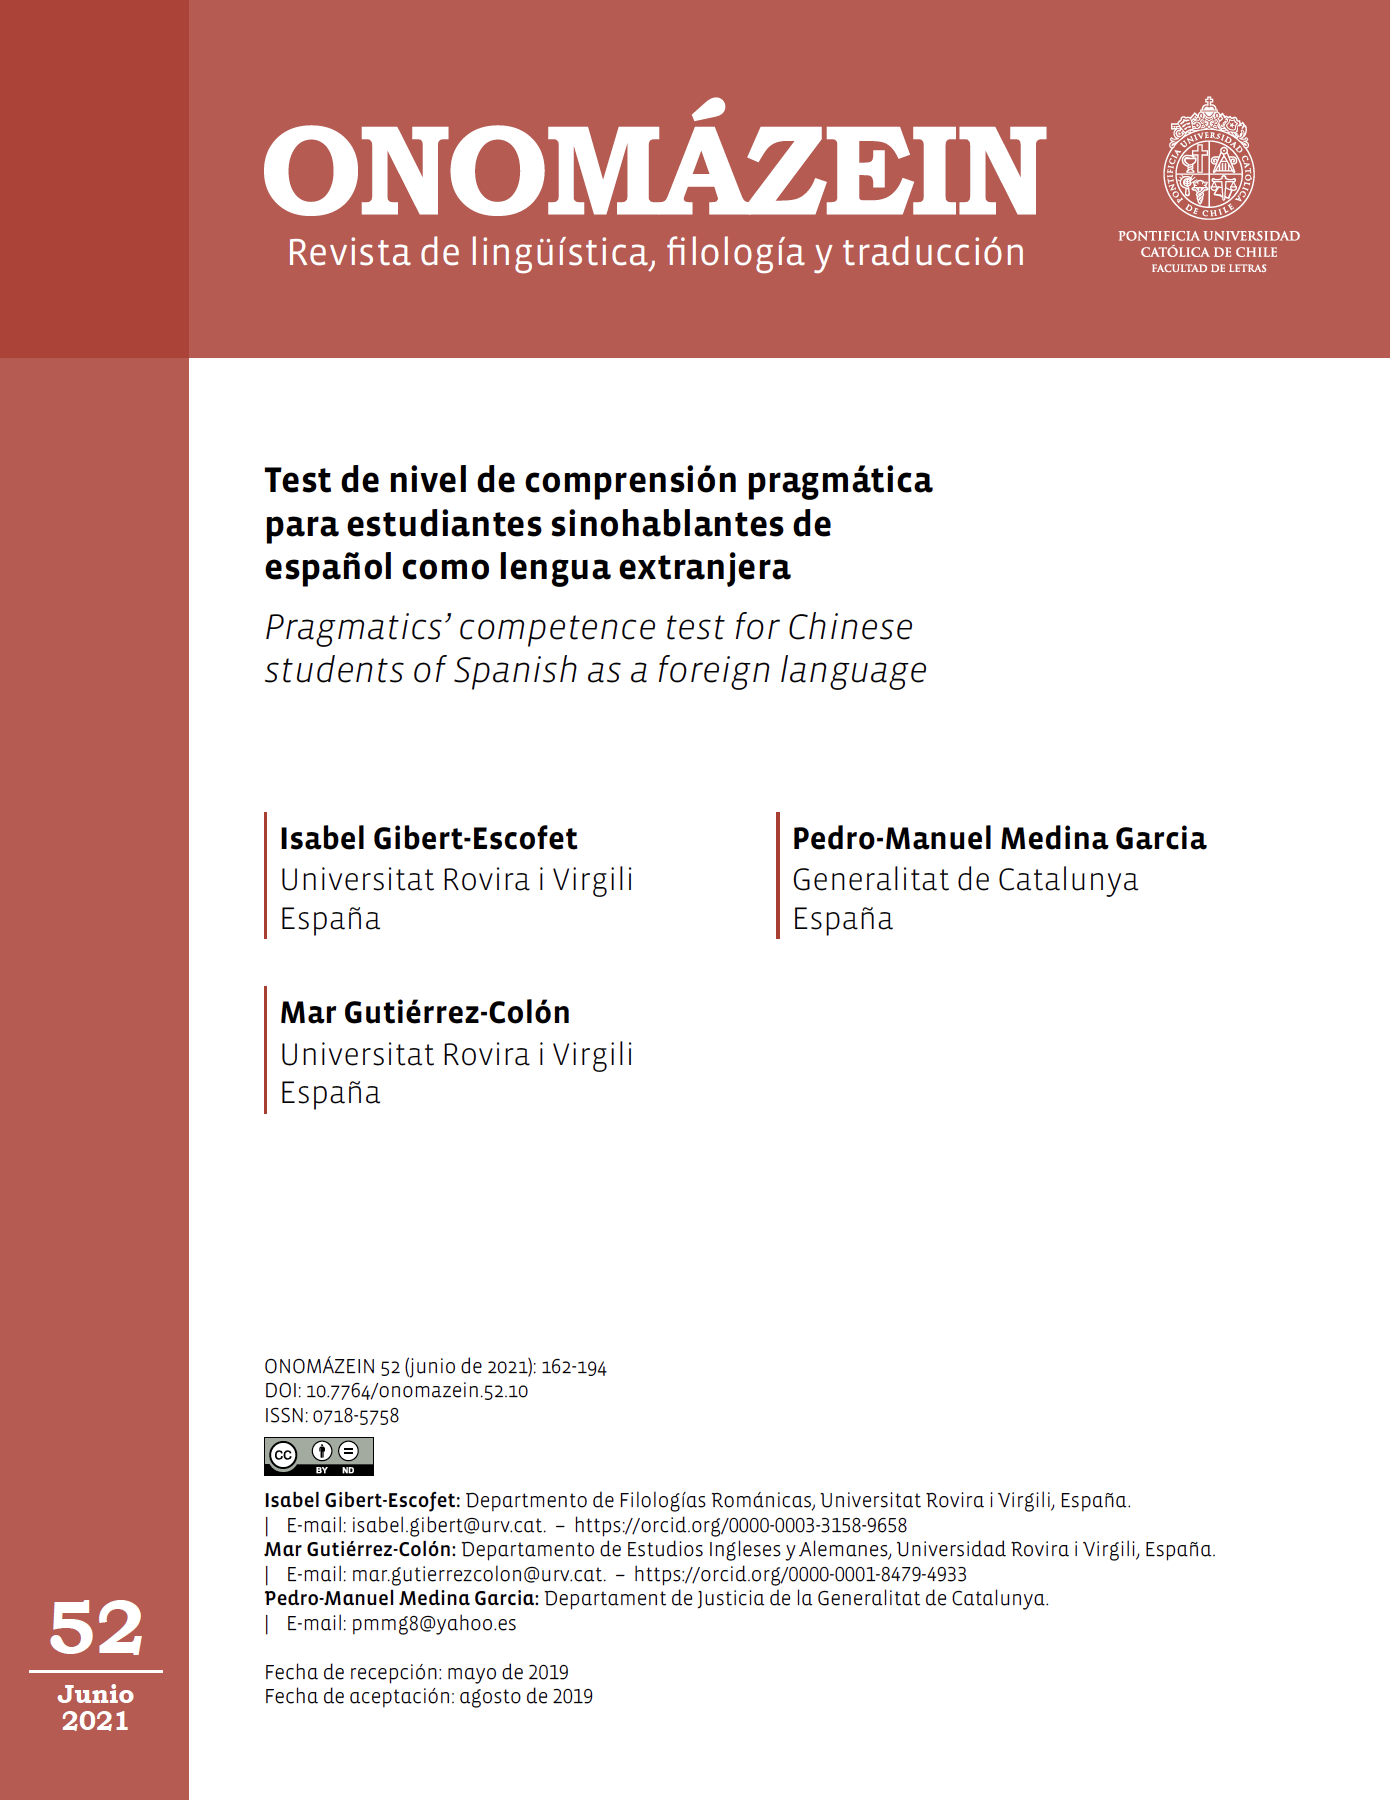 ONOMÁZEIN
Revista de lingüística, filología y traducción
PONTIFICIA UNIVERSIDAD CATÓLICA DE CHILE
PONTIFICIA UNIVERSIDAD
CATÓLICA DE CHILE
FACULTAD DE LETRAS
Test de nivel de comprensión pragmática
para estudiantes sinohablantes de
español como lengua extranjera
Pragmatics’ competence test for Chinese
students of Spanish as a foreign language
Isabel Gibert-Escofet
Universitat Rovira i Virgili
España
Pedro-Manuel Medina Garcia
Generalitat de Catalunya
España
Mar Gutiérrez-Colón
Universitat Rovira i Virgili
España
ONOMÁZEIN 52 (junio de 2021): 162-194
DOI: 10.7764/onomazein.52.10
ISSN: 0718-5758
cc BY ND
Isabel Gibert-Escofet: Departmento de Filologías Románicas, Universitat Rovira i Virgili, España.
| E-mail: isabel.gibert@urv.cat. – https://orcid.org/0000-0003-3158-9658
Mar Gutiérrez-Colón: Departamento de Estudios Ingleses y Alemanes, Universidad Rovira i Virgili, España.
| E-mail: mar.gutierrezcolon@urv.cat. – https://orcid.org/0000-0001-8479-4933
Pedro-Manuel Medina Garcia: Departament de Justicia de la Generalitat de Catalunya.
| E-mail: pmmg8@yahoo.es
Fecha de recepción: mayo de 2019
Fecha de aceptación: agosto de 2019
52
Junio
2021